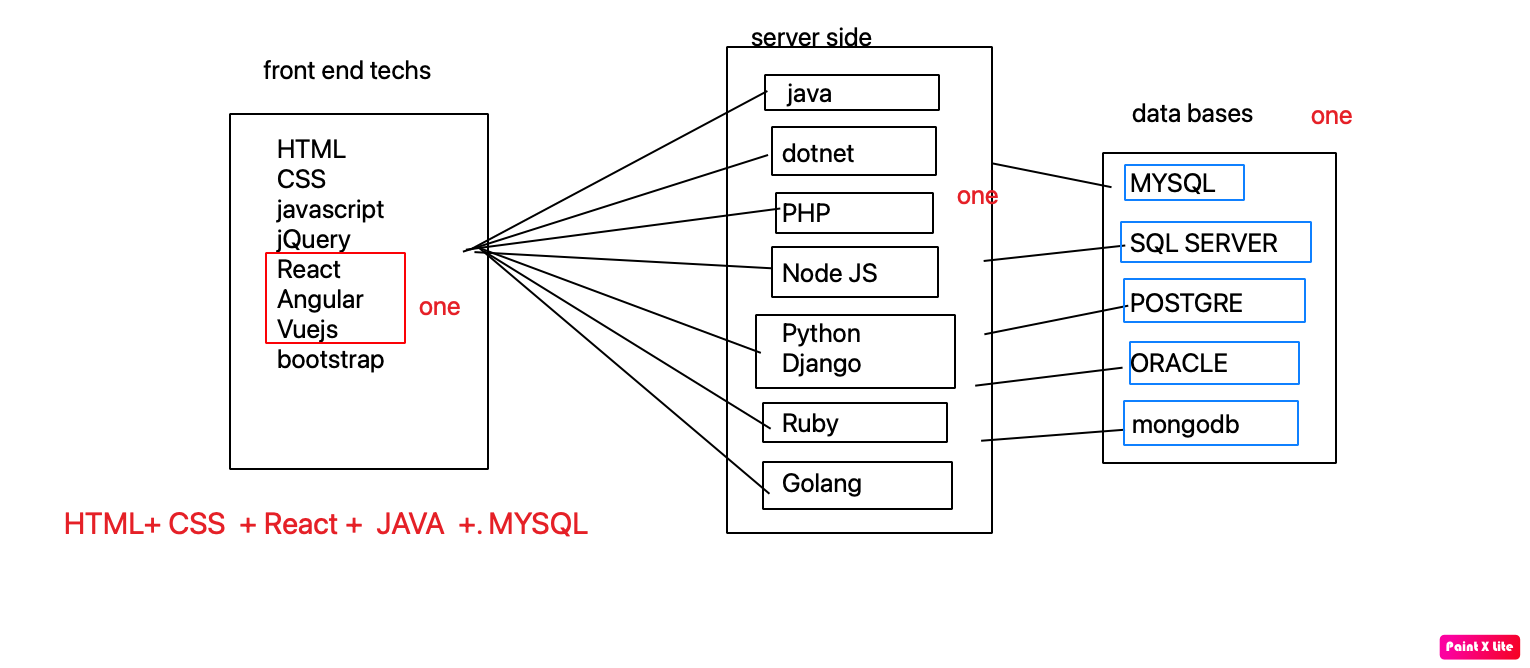 front end techs
HTML
CSS
javascript
jQuery
React
Angular
Vuejs
bootstrap
one
server side
java
dotnet
PHP
Node JS
Python
Django
Ruby
Golang
one
data bases
one
MYSQL
SQL SERVER
POSTGRE
ORACLE
mongodb
HTML+ CSS + React + JAVA +. MYSQL
Paint X Lite